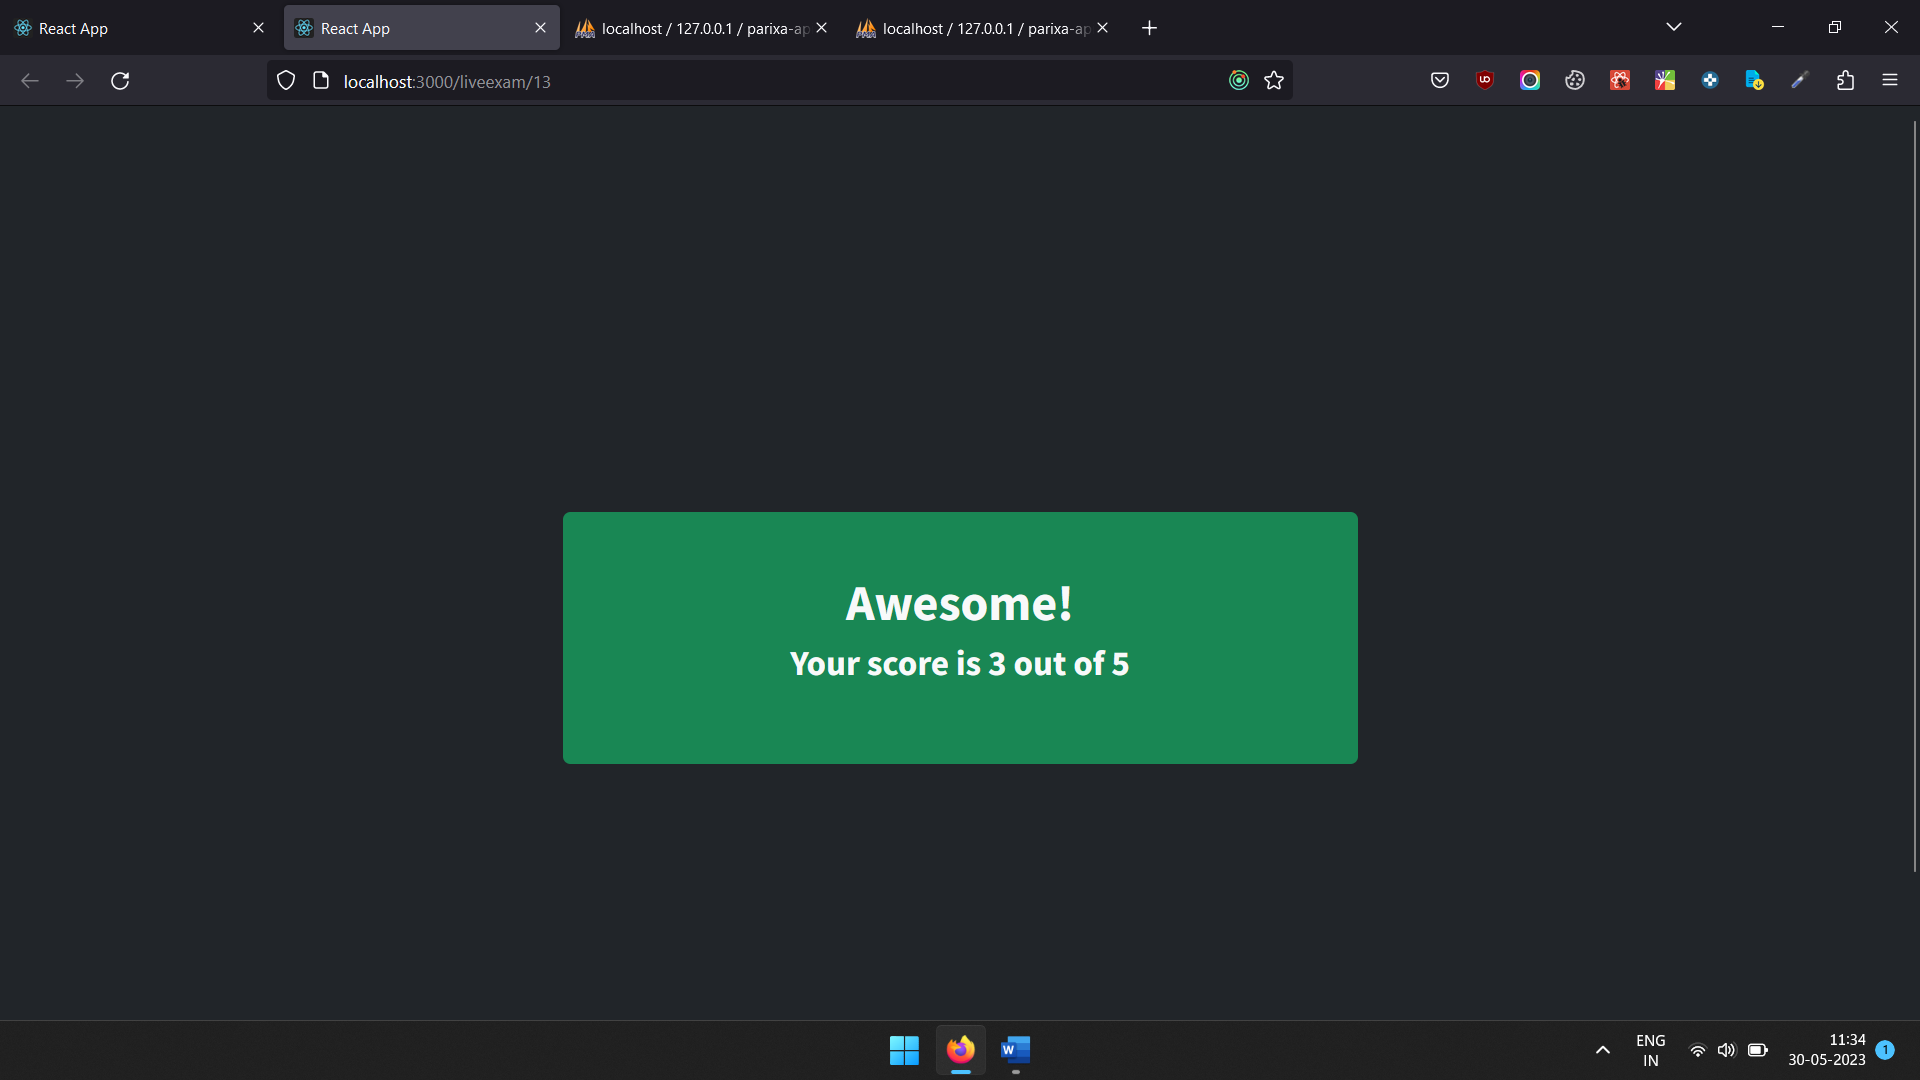 React App
React App
localhost / 127.0.0.1 / parixa-ap
localhost / 127.0.0.1 / parixa-ap
localhost:3000/liveexam/13
Awesome!
Your score is 3 out of 5
ENG
IN
11:34
30-05-2023
1